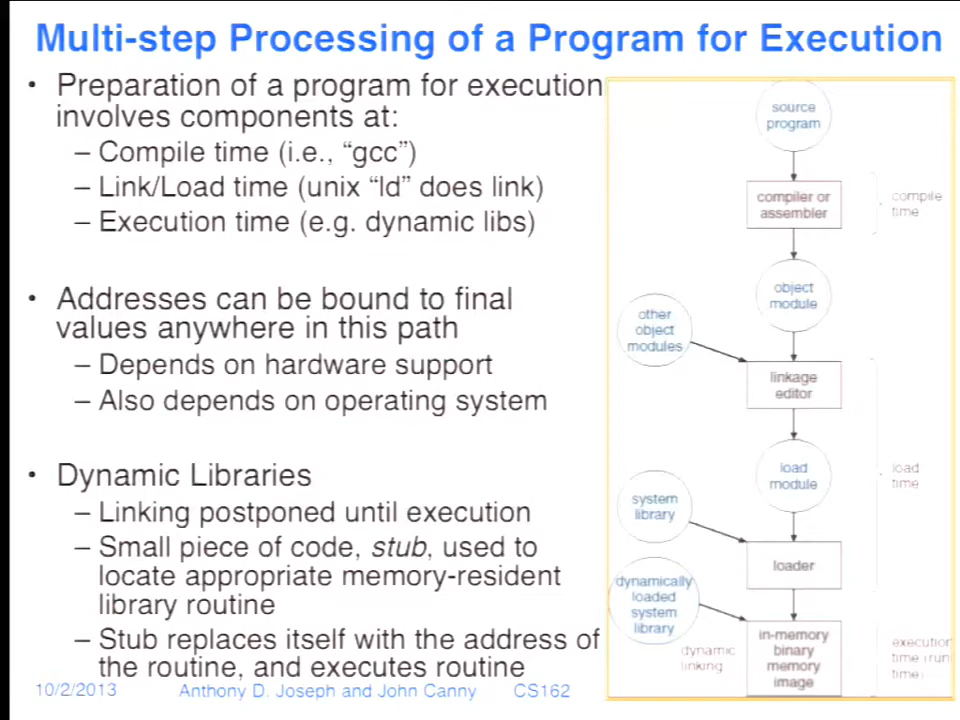 Multi-step Processing of a Program for Execution
• Preparation of a program for execution
involves components at:
– Compile time (i.e., “gcc”)
– Link/Load time (unix “ld” does link)
– Execution time (e.g. dynamic libs)
• Addresses can be bound to final
values anywhere in this path
– Depends on hardware support
– Also depends on operating system
• Dynamic Libraries
– Linking postponed until execution
– Small piece of code, stub, used to
locate appropriate memory-resident
library routine
– Stub replaces itself with the address of
the routine, and executes routine
10/2/2013 Anthony D. Joseph and John Canny CS162
source
program
compiler or
assembler
compile
time
object
module
other
object
modules
linkage
editor
load
module
load
time
system
library
loader
dynamically
loaded
system
library
dynamic
linking
in-memory
binary
memory
image
execution
time (run
time)